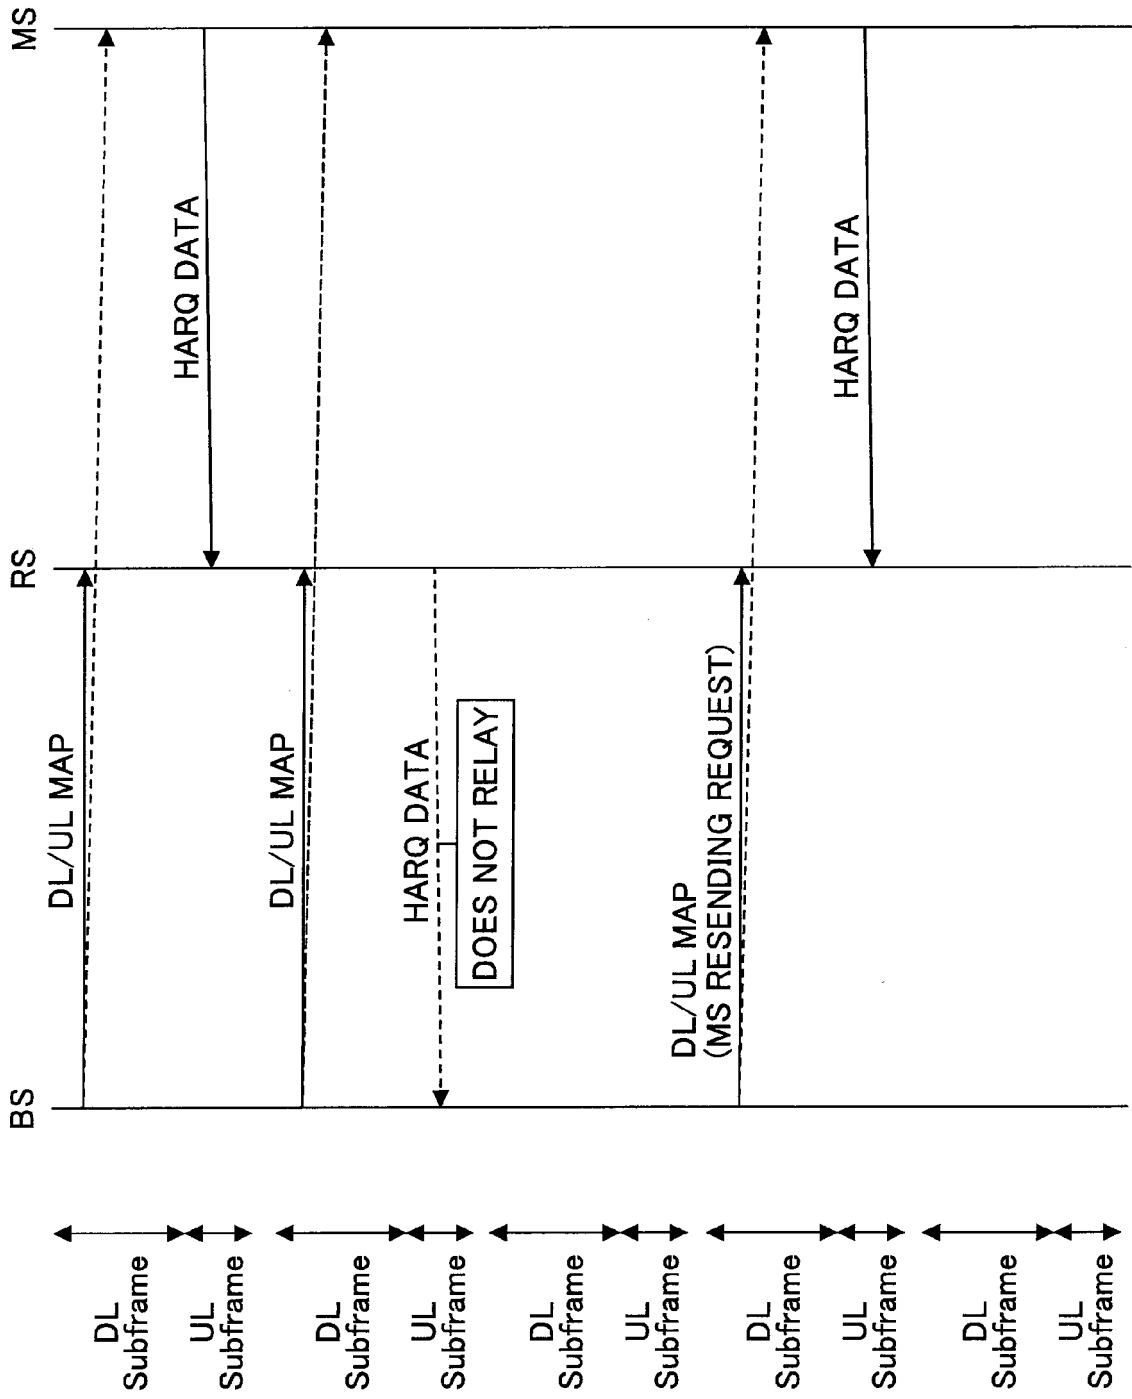 BS
RS
MS
DL/UL MAP
HARQ DATA
DL/UL MAP
HARQ DATA
DOES NOT RELAY
DL/UL MAP
(MS RESENDING REQUEST)
HARQ DATA
DL
Subframe
UL
Subframe
DL
Subframe
UL
Subframe
DL
Subframe
UL
Subframe
DL
Subframe
UL
Subframe
DL
Subframe
UL
Subframe